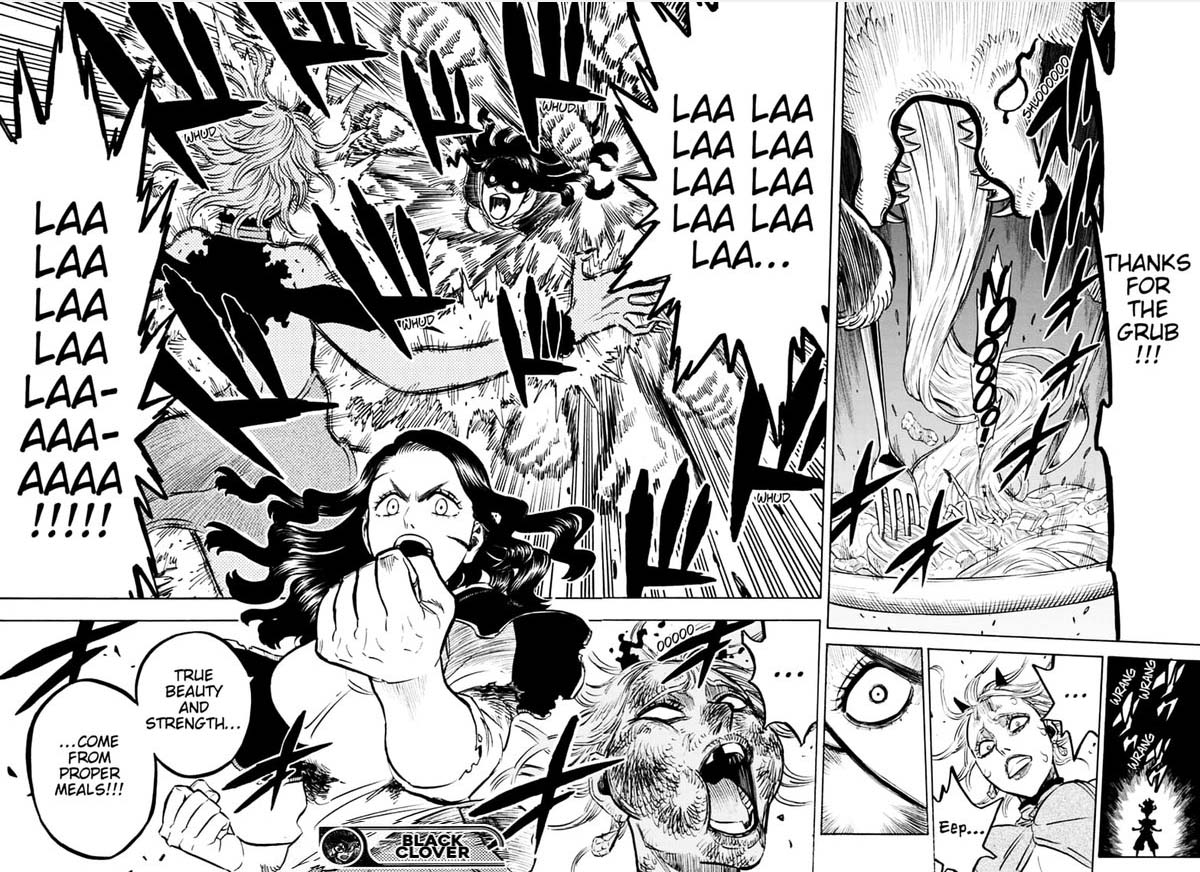 THANKS
FOR
THE
GRUB
!!!
SHLOOOOOO
NOOOOO!
WRANG
WRANG
WRANG
...
Eep...
LAA LAA
LAA LAA
LAA LAA
LAA LAA
LAA...
WHUD
WHUD
WHUD
WHUD
LAA
LAA
LAA
LAA
LAA-
AAA-
AAAA
!!!!!
...
OOOOO
TRUE
BEAUTY
AND
STRENGTH...
...COME
FROM
PROPER
MEALS!!!
BLACK
CLOVER